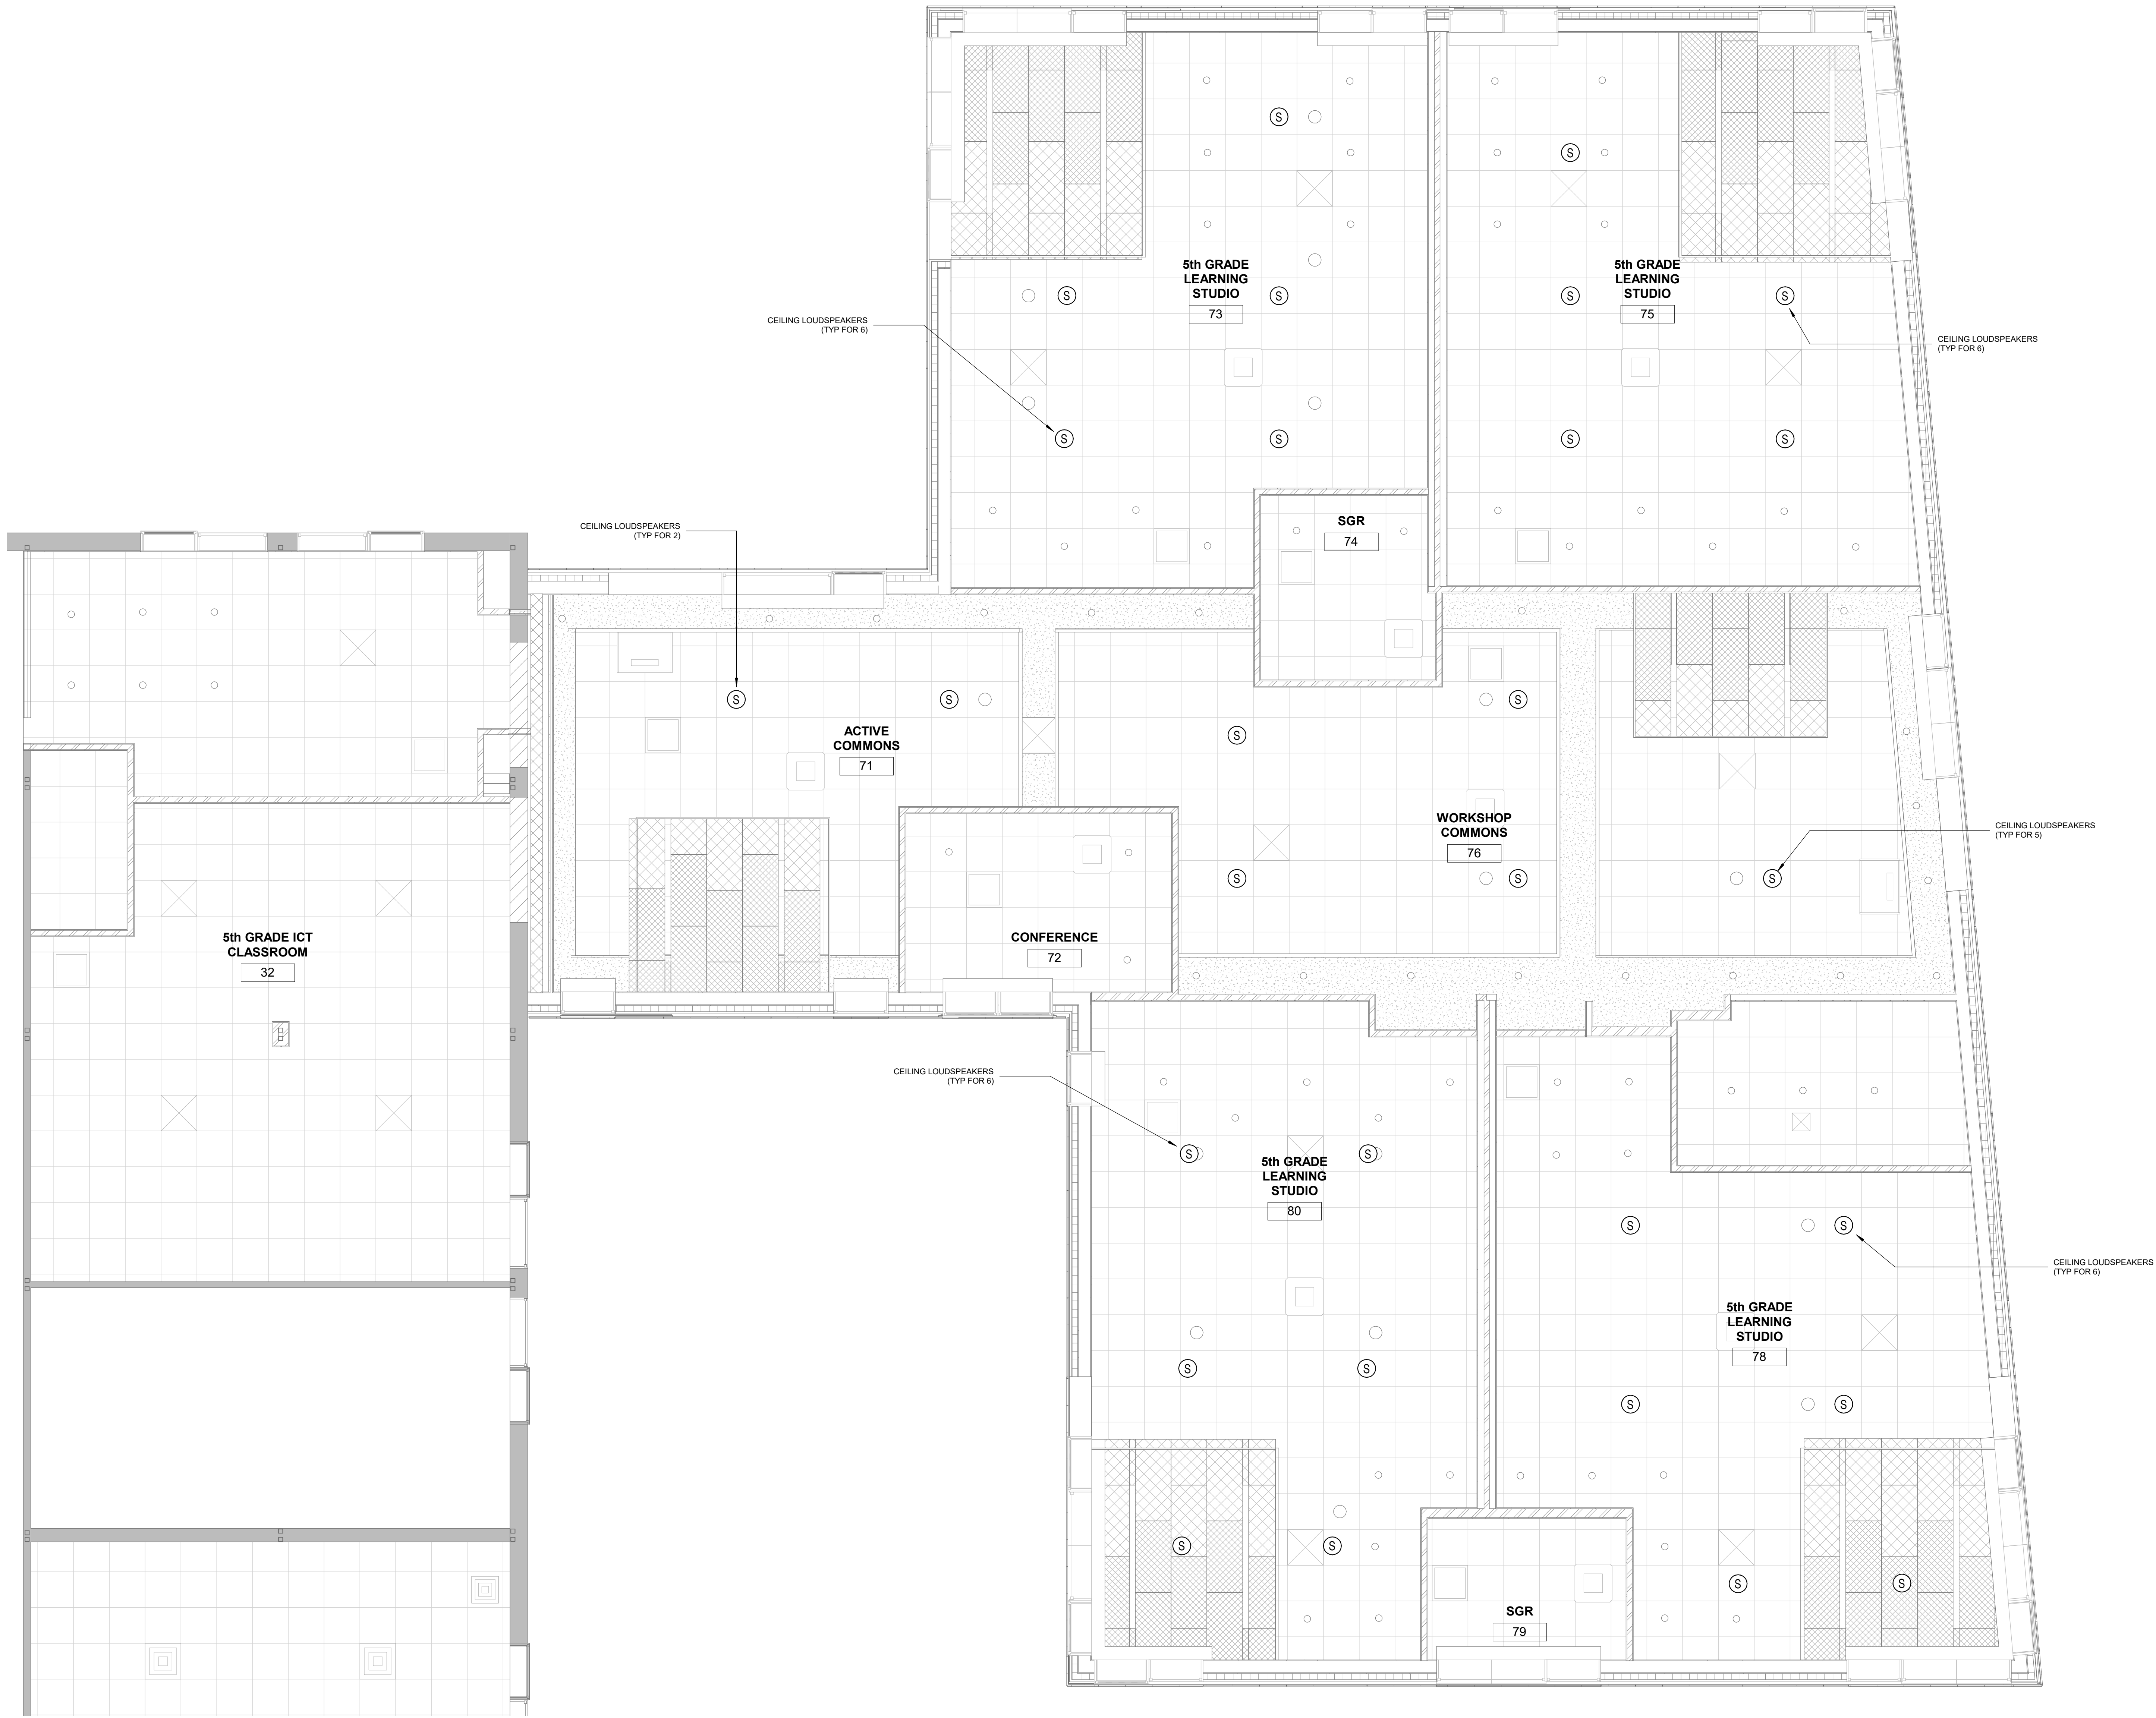 5th GRADE
LEARNING
STUDIO
73
5th GRADE
LEARNING
STUDIO
75
CEILING LOUDSPEAKERS
(TYP FOR 6)
CEILING LOUDSPEAKERS
(TYP FOR 6)
S
S
S
S
S
S
S
S
S
S
CEILING LOUDSPEAKERS
(TYP FOR 2)
SGR
74
S
S
S
S
ACTIVE
COMMONS
71
WORKSHOP
COMMONS
76
CEILING LOUDSPEAKERS
(TYP FOR 5)
S
S
S
5th GRADE ICT
CLASSROOM
32
CONFERENCE
72
CEILING LOUDSPEAKERS
(TYP FOR 6)
S
S
5th GRADE
LEARNING
STUDIO
80
S
S
CEILING LOUDSPEAKERS
(TYP FOR 6)
5th GRADE
LEARNING
STUDIO
78
S
S
S
S
S
S
S
S
SGR
79